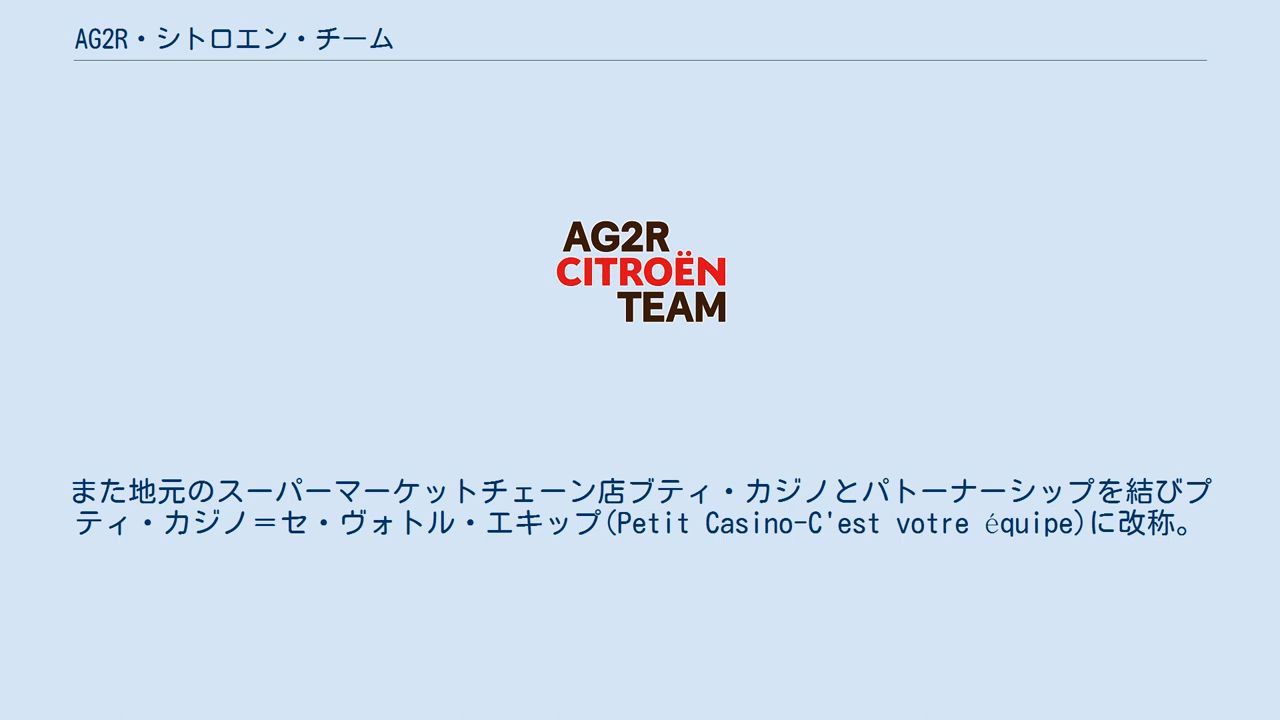 AG2R・シトロエン・チーム
AG2R
CITROËN
TEAM
また地元のスーパーマーケットチェーン店ブティ・カジノとパトーナーシップを結びプ
ティ・カジノ＝セ・ヴォトル・エキップ(Petit Casino-C'est votre équipe)に改称。